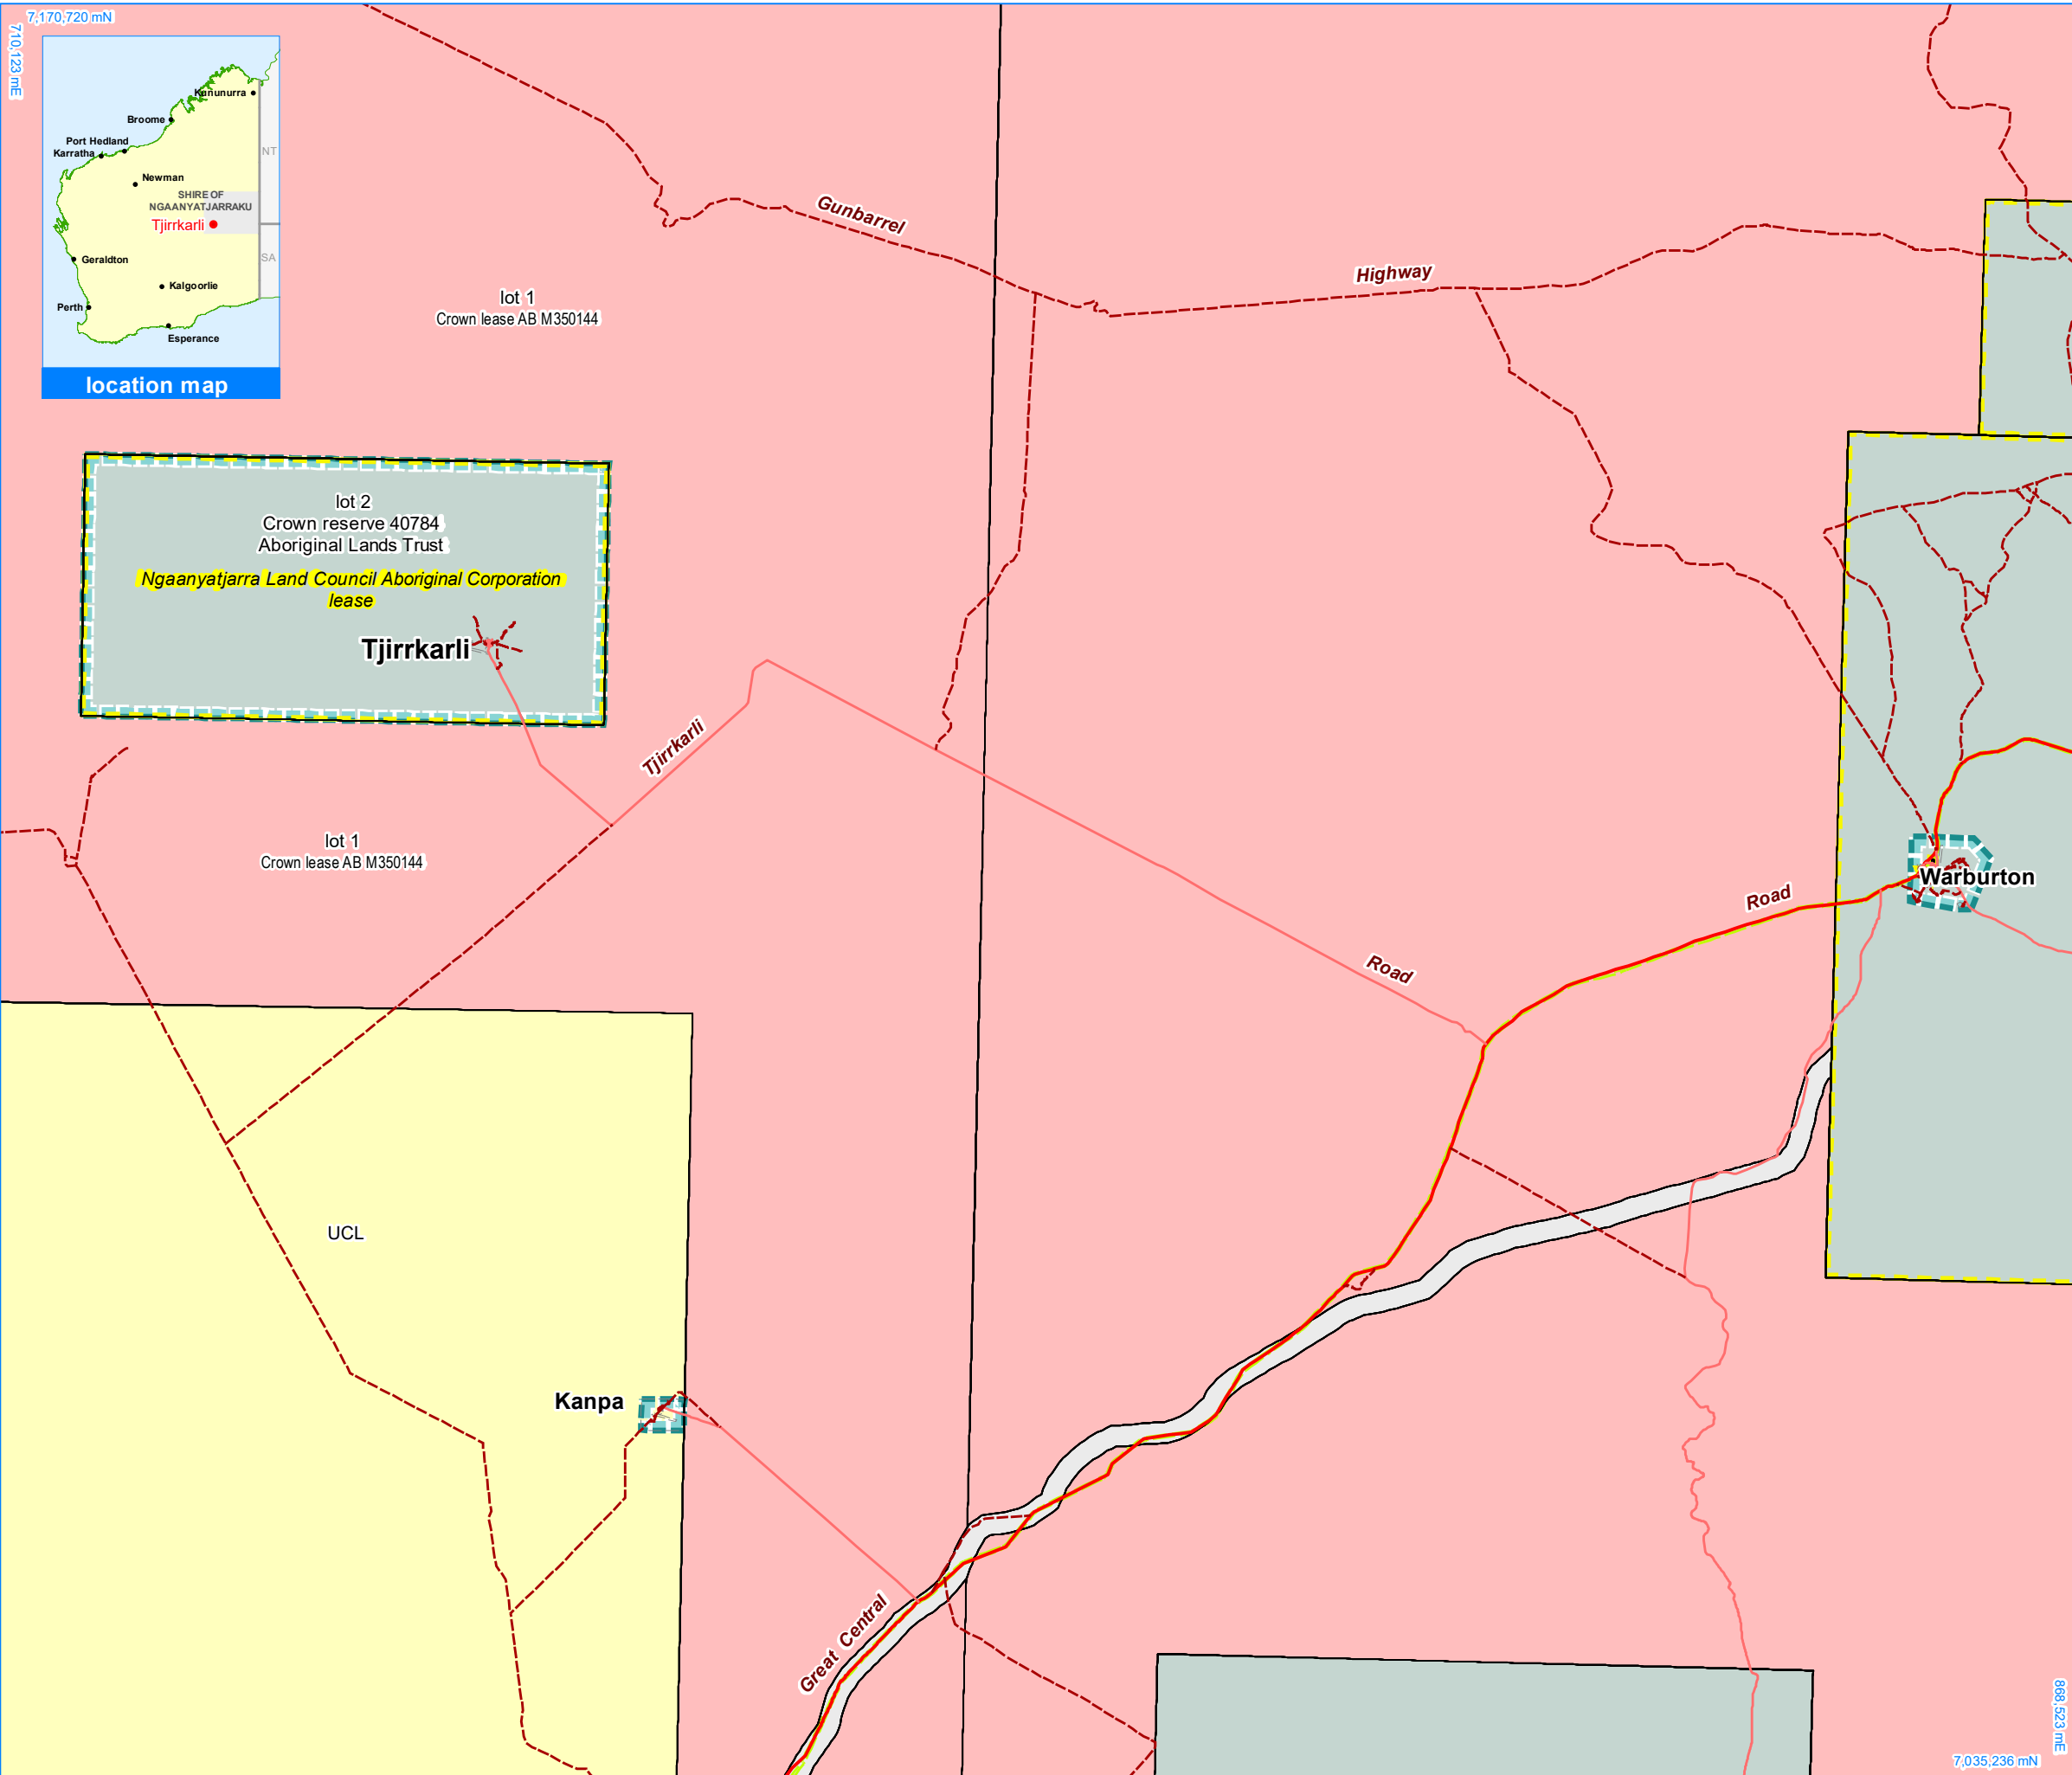 7,170,720 mN
710,123 mE
Kununurra
Broome
Port Hedland
Karratha
NT
Newman
SHIRE OF
NGAANYATJARRAKU
Tjirrkarli
SA
Geraldton
Kalgoorlie
Perth
Esperance
location map
Gunbarrel
Highway
lot 1
Crown lease AB M350144
lot 2
Crown reserve 40784
Aboriginal Lands Trust
Ngaanyatjarra Land Council Aboriginal Corporation
lease
Tjirrkarli
Tjirrkarli
lot 1
Crown lease AB M350144
Warburton
Road
Road
UCL
Kanpa
Great Central
868,523 mE
7,035,236 mN